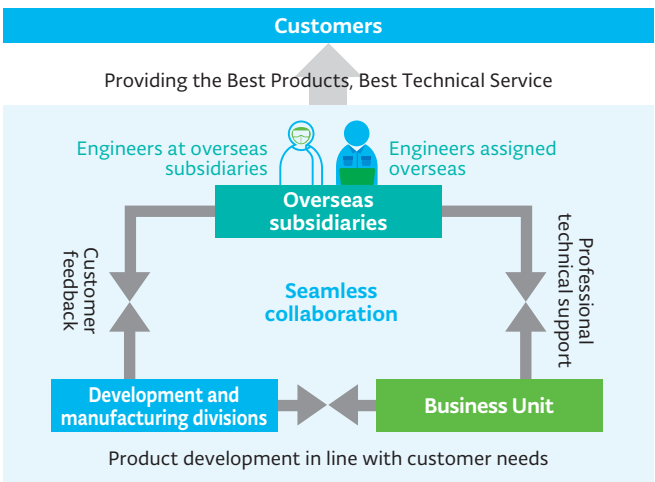 Customers
Providing the Best Products, Best Technical Service
Engineers at overseas
subsidiaries
Engineers assigned
overseas
Overseas
subsidiaries
Customer
feedback
Professional
technical support
Seamless
collaboration
Development and
manufacturing divisions
Business Unit
Product development in line with customer needs